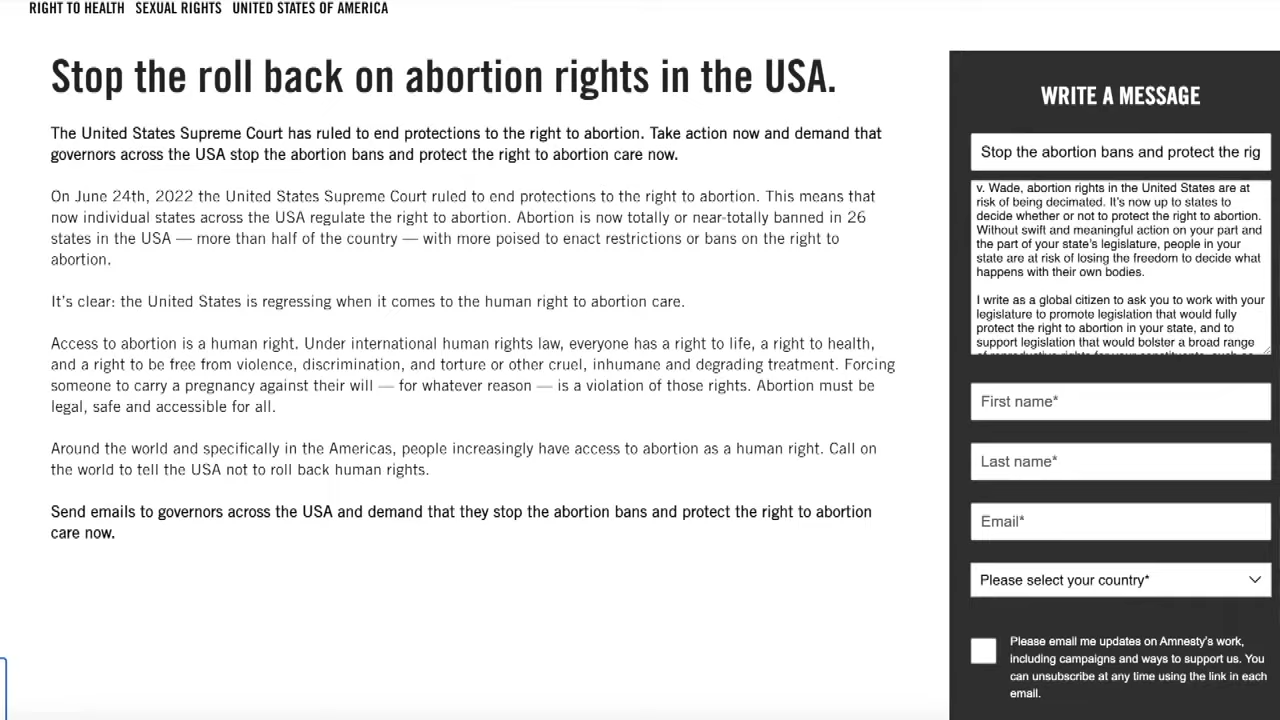 RIGHT TO HEALTH SEXUAL RIGHTS UNITED STATES OF AMERICA
Stop the roll back on abortion rights in the USA.
The United States Supreme Court has ruled to end protections to the right to abortion. Take action now and demand that
governors across the USA stop the abortion bans and protect the right to abortion care now.
On June 24th, 2022 the United States Supreme Court ruled to end protections to the right to abortion. This means that
now individual states across the USA regulate the right to abortion. Abortion is now totally or near-totally banned in 26
states in the USA — more than half of the country — with more poised to enact restrictions or bans on the right to
abortion.
It's clear: the United States is regressing when it comes to the human right to abortion care.
Access to abortion is a human right. Under international human rights law, everyone has a right to life, a right to health,
and a right to be free from violence, discrimination, and torture or other cruel, inhumane and degrading treatment. Forcing
someone to carry a pregnancy against their will — for whatever reason — is a violation of those rights. Abortion must be
legal, safe and accessible for all.
Around the world and specifically in the Americas, people increasingly have access to abortion as a human right. Call on
the world to tell the USA not to roll back human rights.
Send emails to governors across the USA and demand that they stop the abortion bans and protect the right to abortion
care now.
WRITE A MESSAGE
Stop the abortion bans and protect the rig
v. Wade, abortion rights in the United States are at
risk of being decimated. It's now up to states to
decide whether or not to protect the right to abortion.
Without swift and meaningful action on your part and
the part of your state's legislature, people in your
state are at risk of losing the freedom to decide what
happens with their own bodies.
I write as a global citizen to ask you to work with your
legislature to promote legislation that would fully
protect the right to abortion in your state, and to
support legislation that would bolster a broad range
First name*
Last name*
Email*
Please select your country*
Please email me updates on Amnesty's work,
including campaigns and ways to support us. You
can unsubscribe at any time using the link in each
email.